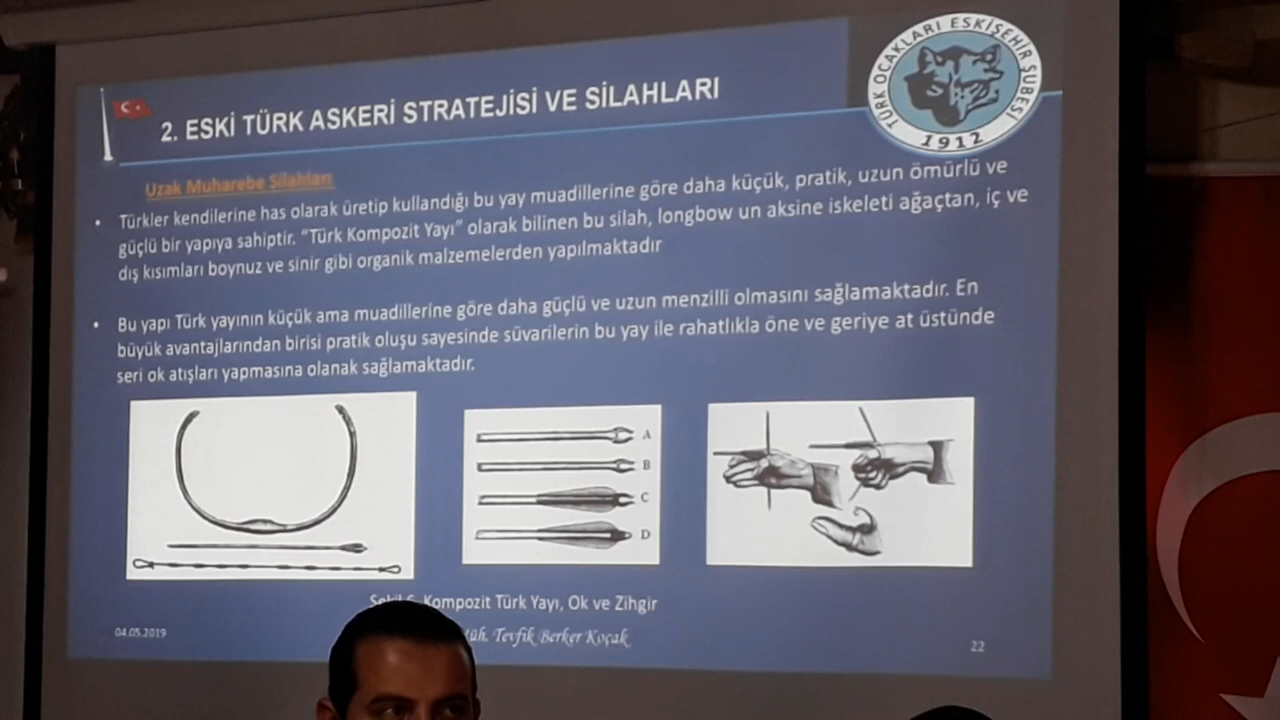 2. ESKİ TÜRK ASKERİ STRATEJİSİ VE SİLAHLARI
TÜRK OCAKLARI ESKİŞEHİR ŞUBESİ
1912
Uzak Muharebe Silahları
• Türkler kendilerine has olarak üretip kullandığı bu yay muadillerine göre daha küçük, pratik, uzun ömürlü ve
güçlü bir yapıya sahiptir. “Türk Kompozit Yayı” olarak bilinen bu silah, longbow un aksine iskeleti ağaçtan, iç ve
dış kısımları boynuz ve sinir gibi organik malzemelerden yapılmaktadır
• Bu yapı Türk yayının küçük ama muadillerine göre daha güçlü ve uzun menzilli olmasını sağlamaktadır. En
büyük avantajlarından birisi pratik oluşu sayesinde süvarilerin bu yay ile rahatlıkla öne ve geriye at üstünde
seri ok atışları yapmasına olanak sağlamaktadır.
A
B
C
D
Kompozit Türk Yayı, Ok ve Zihgir
04.05.2019
Tevfik Berker Koçak
22